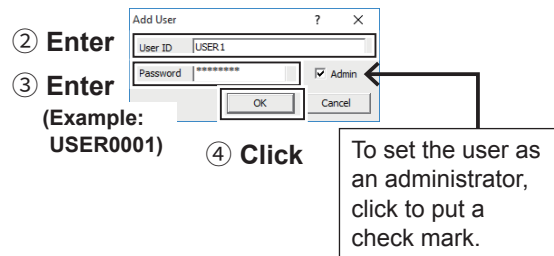 Add User ? ×
② Enter
User ID USER1
Password ********
Admin
③ Enter
(Example:
USER0001)
OK Cancel
④ Click
To set the user as
an administrator,
click to put a
check mark.